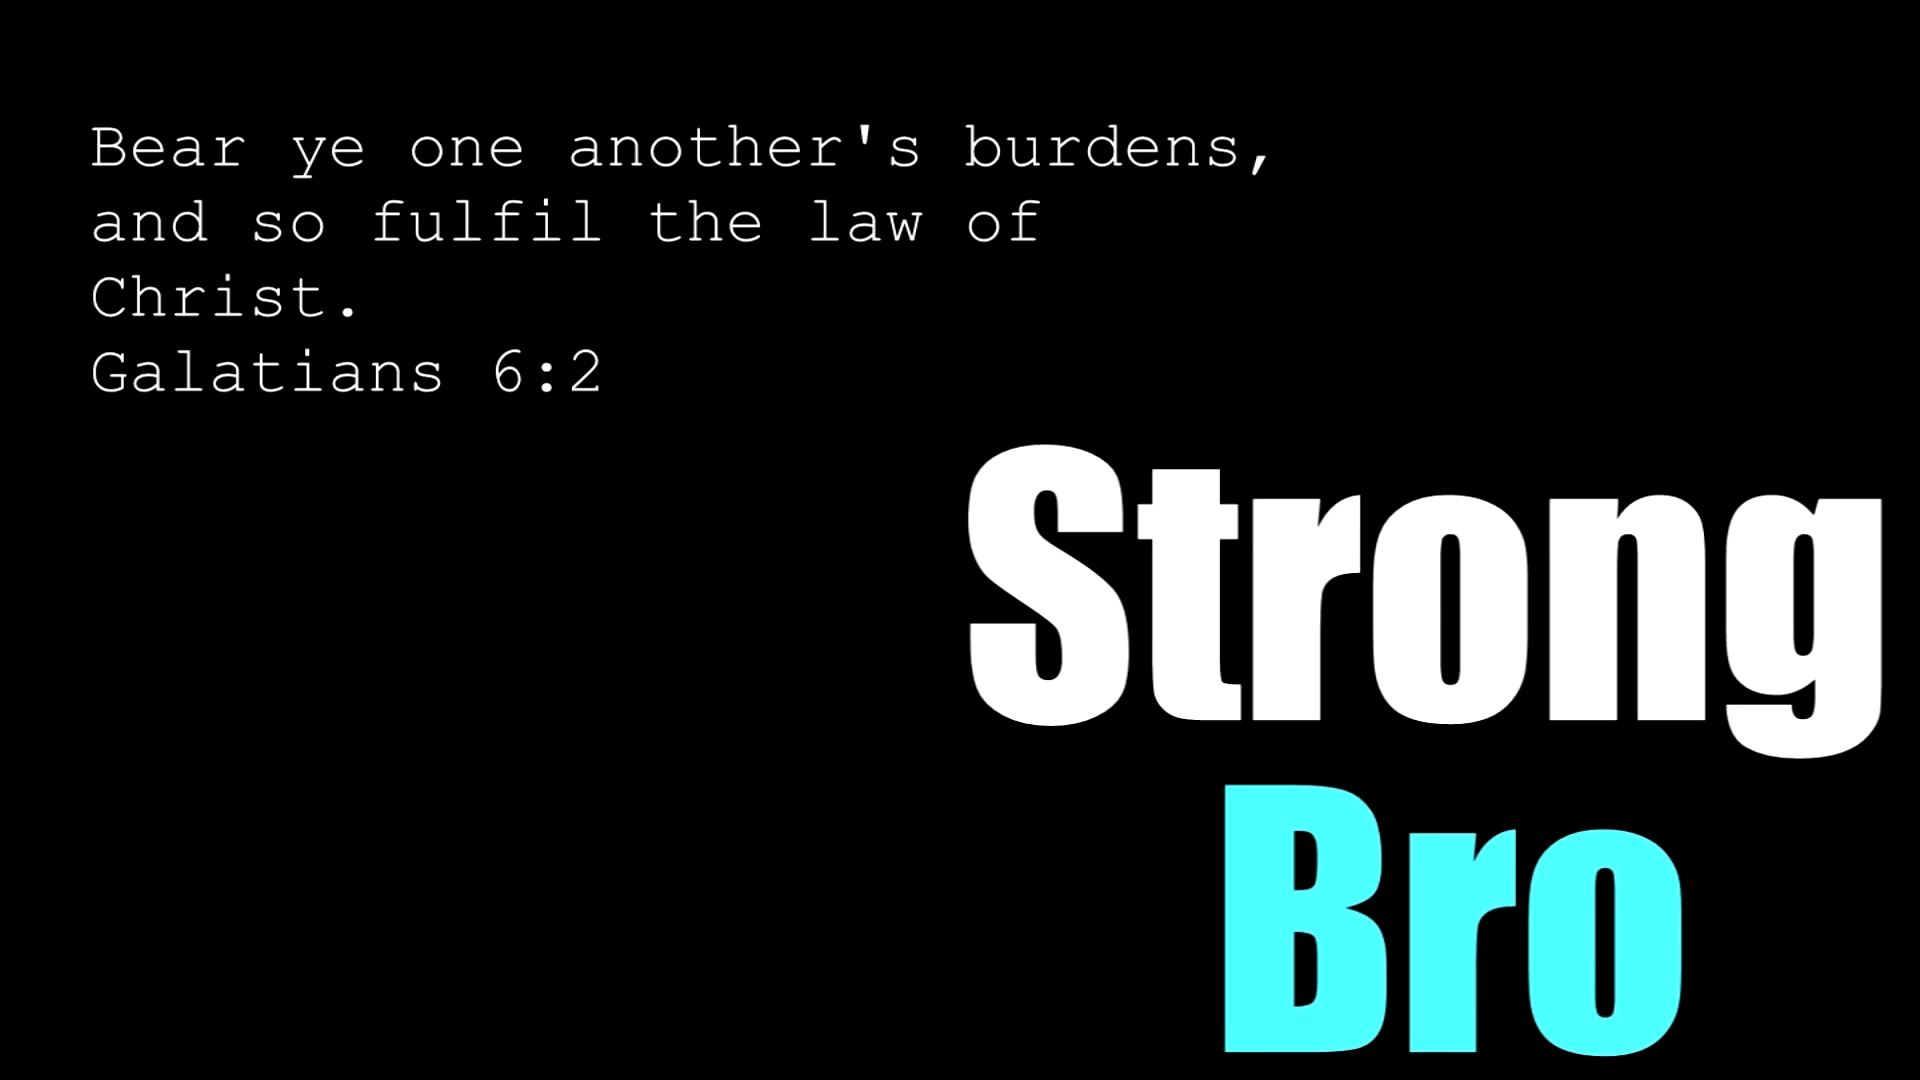 Bear ye one another's burdens,
and so fulfil the law of
Christ.
Galatians 6:2
Strong
Bro